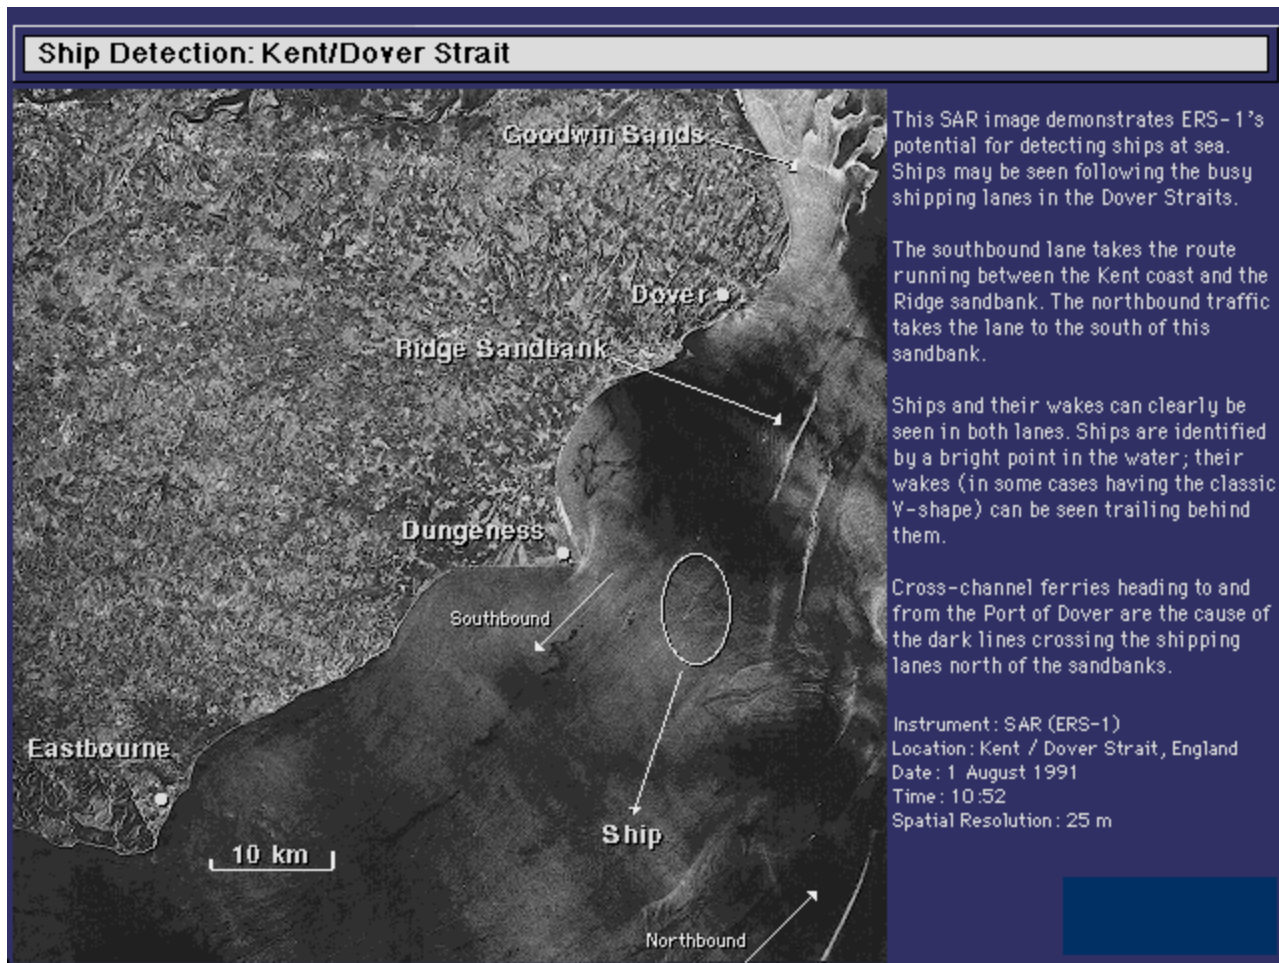 Ship Detection: Kent/Dover Strait
Goodwin Sands
Dover
Ridge Sandbank
Dungeness
Southbound
Eastbourne
Ship
10 km
Northbound
This SAR image demonstrates ERS-1's
potential for detecting ships at sea.
Ships may be seen following the busy
shipping lanes in the Dover Straits.
The southbound lane takes the route
running between the Kent coast and the
Ridge sandbank. The northbound traffic
takes the lane to the south of this
sandbank.
Ships and their wakes can clearly be
seen in both lanes. Ships are identified
by a bright point in the water; their
wakes (in some cases having the classic
V-shape) can be seen trailing behind
them.
Cross-channel ferries heading to and
from the Port of Dover are the cause of
the dark lines crossing the shipping
lanes north of the sandbanks.
Instrument: SAR (ERS-1)
Location: Kent / Dover Strait, England
Date: 1 August 1991
Time: 10:52
Spatial Resolution: 25 m